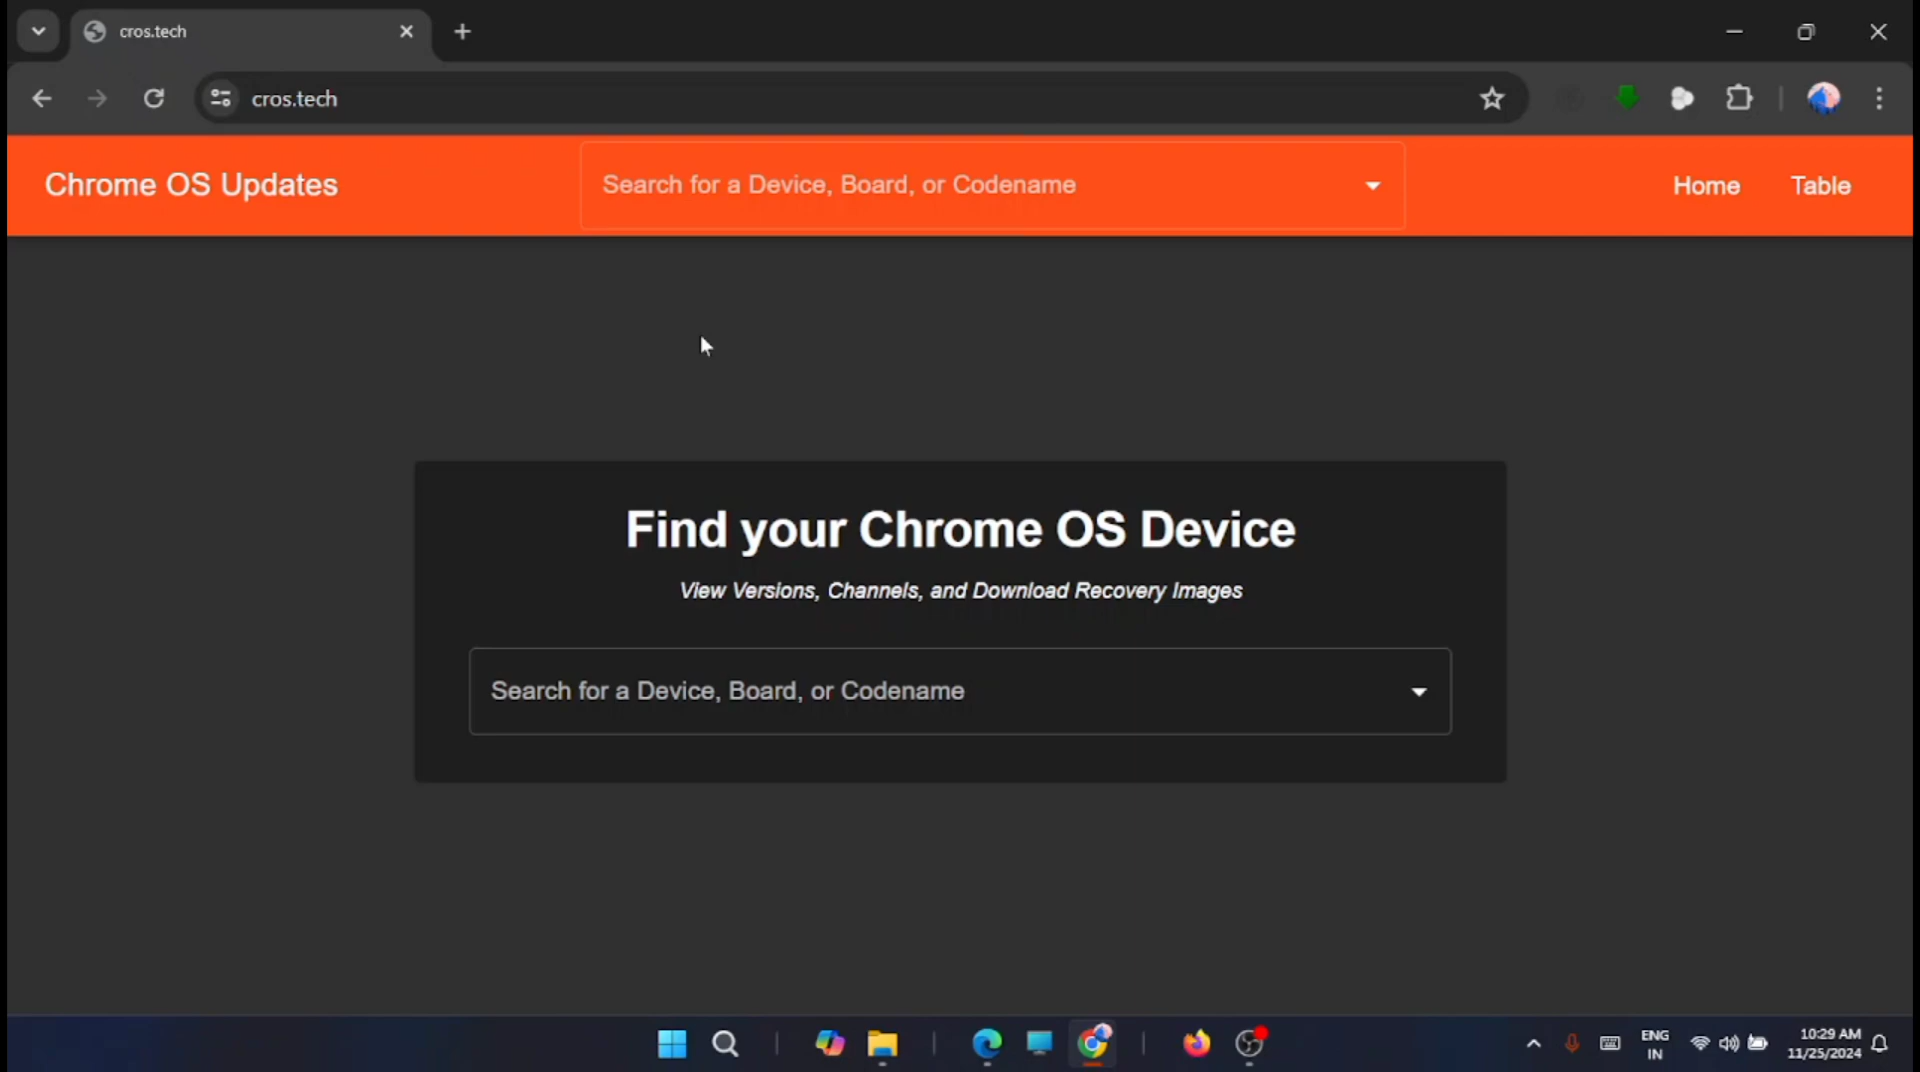 cros.tech
cros.tech
Chrome OS Updates
Search for a Device, Board, or Codename
Home
Table
Find your Chrome OS Device
View Versions, Channels, and Download Recovery Images
Search for a Device, Board, or Codename
ENG
IN
10:29 AM
11/25/2024